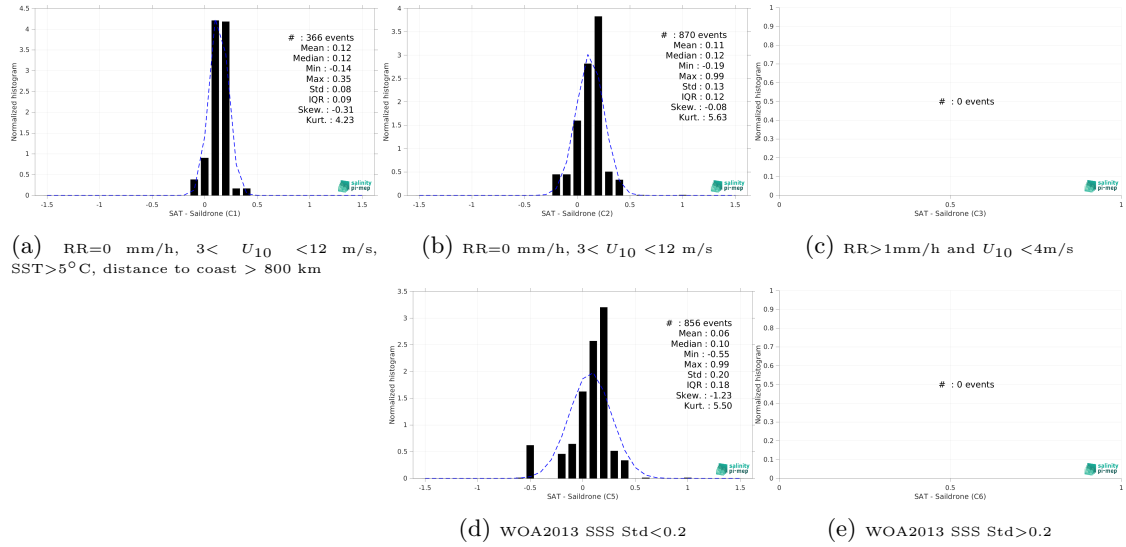 4.5
4
3.5
3
2.5
2
1.5
1
0.5
0
Normalized histogram
# : 366 events
Mean : 0.12
Median : 0.12
Min : -0.14
Max : 0.35
Std : 0.08
IQR : 0.09
Skew. : -0.31
Kurt. : 4.23
salinity
pi-mep
-1.5 -1 -0.5 0 0.5 1 1.5
SAT - Saildrone (C1)
(a) RR=0 mm/h, 3< U10 <12 m/s,
SST>5°C, distance to coast > 800 km
4
3.5
3
2.5
2
1.5
1
0.5
0
Normalized histogram
# : 870 events
Mean : 0.11
Median : 0.12
Min : -0.19
Max : 0.99
Std : 0.13
IQR : 0.12
Skew. : -0.08
Kurt. : 5.63
salinity
pi-mep
-1.5 -1 -0.5 0 0.5 1 1.5
SAT - Saildrone (C2)
(b) RR=0 mm/h, 3< U10 <12 m/s
1
0.9
0.8
0.7
0.6
0.5
0.4
0.3
0.2
0.1
0
Normalized histogram
# : 0 events
salinity
pi-mep
0 0.5 1
SAT - Saildrone (C3)
(c) RR>1mm/h and U10 <4m/s
3.5
3
2.5
2
1.5
1
0.5
0
Normalized histogram
# : 856 events
Mean : 0.06
Median : 0.10
Min : -0.55
Max : 0.99
Std : 0.20
IQR : 0.18
Skew. : -1.23
Kurt. : 5.50
salinity
pi-mep
-1.5 -1 -0.5 0 0.5 1 1.5
SAT - Saildrone (C5)
(d) WOA2013 SSS Std<0.2
1
0.9
0.8
0.7
0.6
0.5
0.4
0.3
0.2
0.1
0
Normalized histogram
# : 0 events
salinity
pi-mep
0 0.5 1
SAT - Saildrone (C6)
(e) WOA2013 SSS Std>0.2